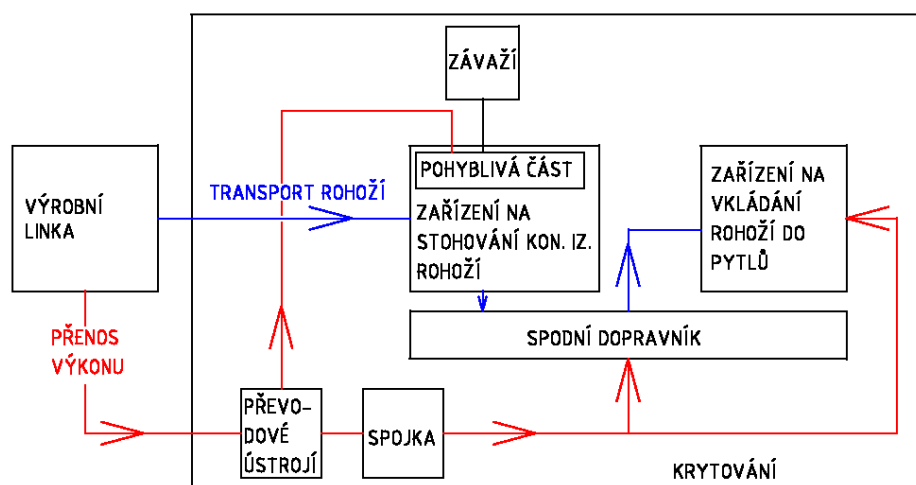 ZÁVAŽÍ
VÝROBNÍ
LINKA
TRANSPORT ROHOŽÍ
POHYBLIVÁ ČÁST
ZAŘÍZENÍ NA
STOHOVÁNÍ KON. IZ.
ROHOŽÍ
ZAŘÍZENÍ NA
VKLÁDÁNÍ
ROHOŽÍ DO
PYTLŮ
SPODNÍ DOPRAVNÍK
PŘENOS
VÝKONU
PŘEVO-
DOVÉ
ÚSTROJÍ
SPOJKA
KRYTOVÁNÍ